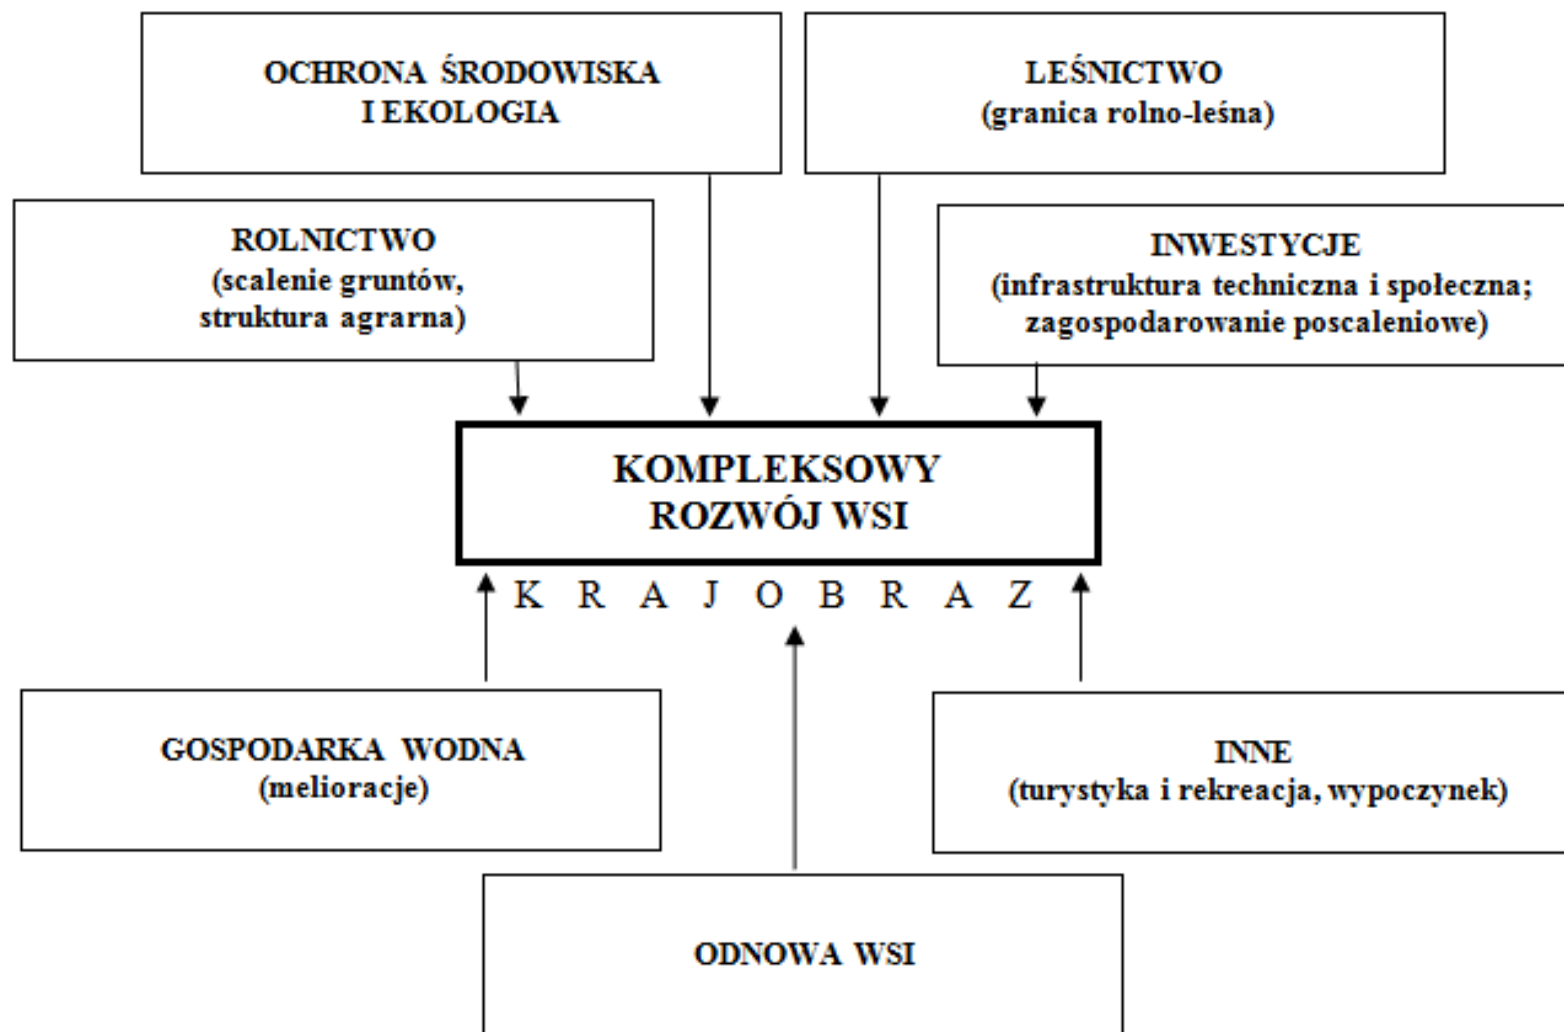 OCHRONA ŚRODOWISKA
I EKOLOGIA
LEŚNICTWO
(granica rolno-leśna)
ROLNICTWO
(scalenie gruntów,
struktura agrarna)
INWESTYCJE
(infrastruktura techniczna i społeczna;
zagospodarowanie poscaleniowe)
KOMPLEKSOWY
ROZWÓJ WSI
K R A J O B R A Z
GOSPODARKA WODNA
(melioracje)
INNE
(turystyka i rekreacja, wypoczynek)
ODNOWA WSI